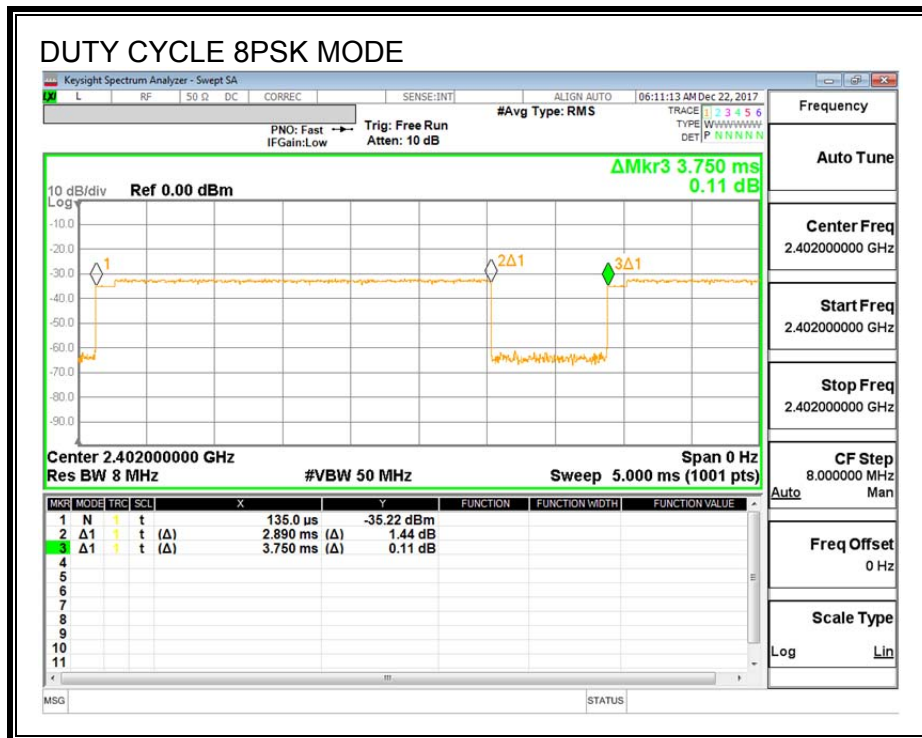 DUTY CYCLE 8PSK MODE
Keysight Spectrum Analyzer - Swept SA
LXI L RF 50 Ω DC CORREC SENSE:INT ALIGN AUTO 06:11:13 AM Dec 22, 2017
PNO: Fast Trig: Free Run #Avg Type: RMS TRACE 1 2 3 4 5 6
IFGain:Low Atten: 10 dB TYPE WWWWWW
DET P N N N N N
Frequency
ΔMkr3 3.750 ms
0.11 dB
10 dB/div Ref 0.00 dBm
Log
-10.0
-20.0
-30.0
-40.0
-50.0
-60.0
-70.0
-80.0
-90.0
1
2Δ1
3Δ1
Center 2.402000000 GHz Span 0 Hz
Res BW 8 MHz #VBW 50 MHz Sweep 5.000 ms (1001 pts)
MKR MODE TRC SCL X Y FUNCTION FUNCTION WIDTH FUNCTION VALUE
1 N 1 t 135.0 µs -35.22 dBm
2 Δ1 1 t (Δ) 2.890 ms (Δ) 1.44 dB
3 Δ1 1 t (Δ) 3.750 ms (Δ) 0.11 dB
4
5
6
7
8
9
10
11
Auto Tune
Center Freq
2.402000000 GHz
Start Freq
2.402000000 GHz
Stop Freq
2.402000000 GHz
CF Step
8.000000 MHz
Auto Man
Freq Offset
0 Hz
Scale Type
Log Lin
MSG STATUS